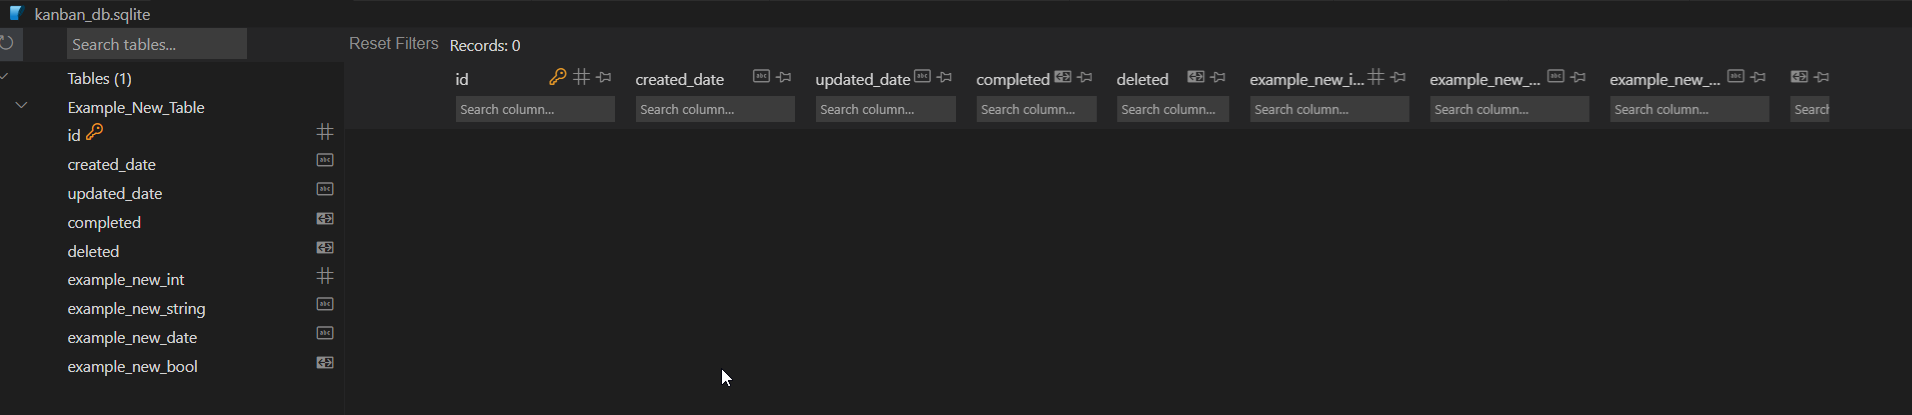 kanban_db.sqlite
Search tables... Reset Filters Records: 0
Tables (1)
Example_New_Table
id
created_date
updated_date
completed
deleted
example_new_int
example_new_string
example_new_date
example_new_bool
id created_date updated_date completed deleted example_new_i... example_new_... example_new_...
Search column... Search column... Search column... Search column... Search column... Search column... Search column... Search column... Search